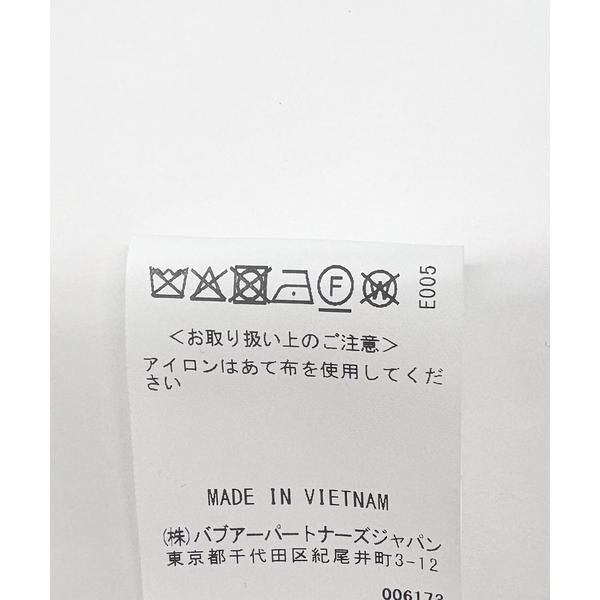 F W E005
<お取り扱い上のご注意>
アイロンはあて布を使用してくだ
さい
MADE IN VIETNAM
(株)バブアーパートナーズジャパン
東京都千代田区紀尾井町3-12
006173